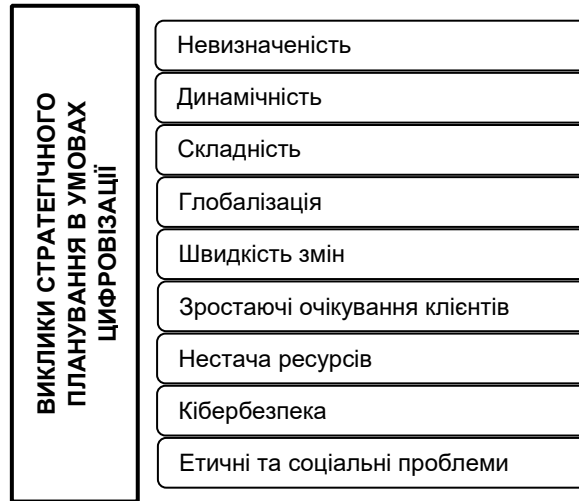 ВИКЛИКИ СТРАТЕГІЧНОГО
ПЛАНУВАННЯ В УМОВАХ
ЦИФРОВІЗАЦІЇ
Невизначеність
Динамічність
Складність
Глобалізація
Швидкість змін
Зростаючі очікування клієнтів
Нестача ресурсів
Кібербезпека
Етичні та соціальні проблеми